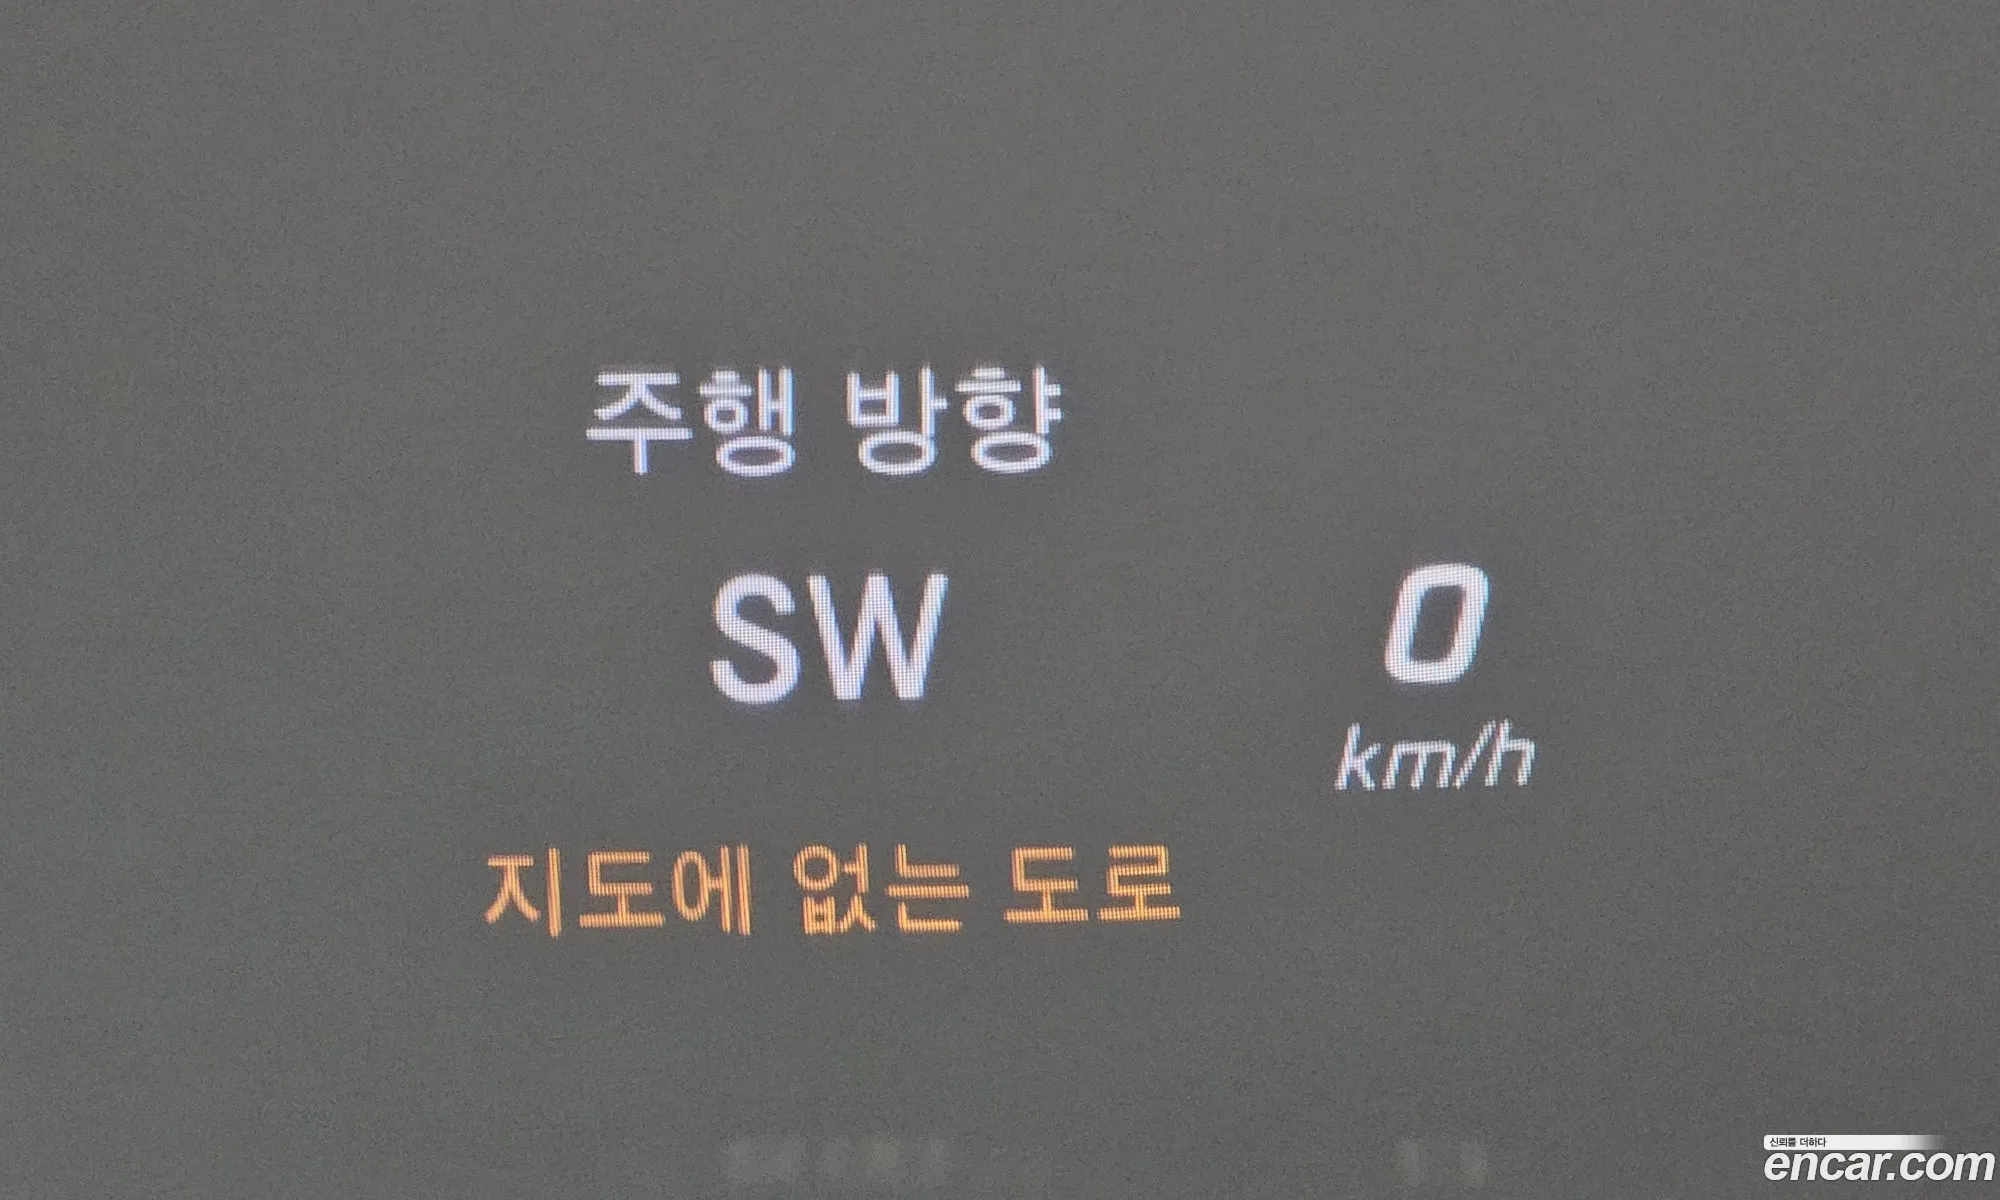 주행 방향
SW
0
km/h
지도에 없는 도로
신뢰를 더하다
encar.com